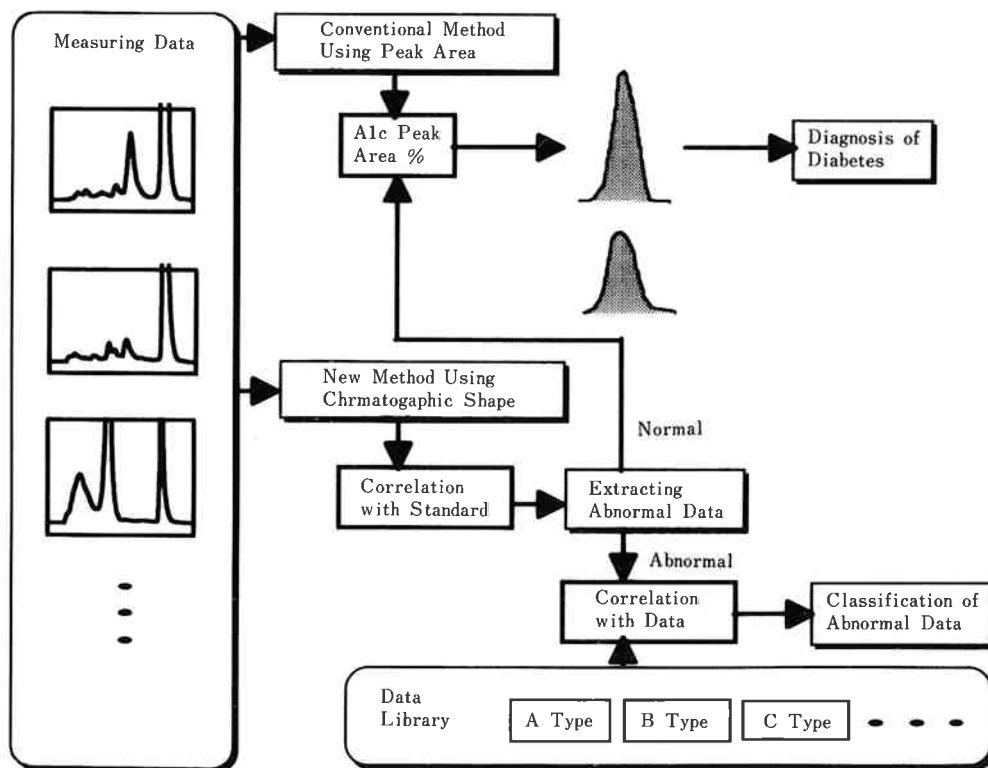 Measuring Data
Conventional Method
Using Peak Area
A1c Peak
Area %
Diagnosis of
Diabetes
New Method Using
Chrmatogaphic Shape
Normal
Correlation
with Standard
Extracting
Abnormal Data
Abnormal
Correlation
with Data
Classification of
Abnormal Data
Data
Library
A Type
B Type
C Type